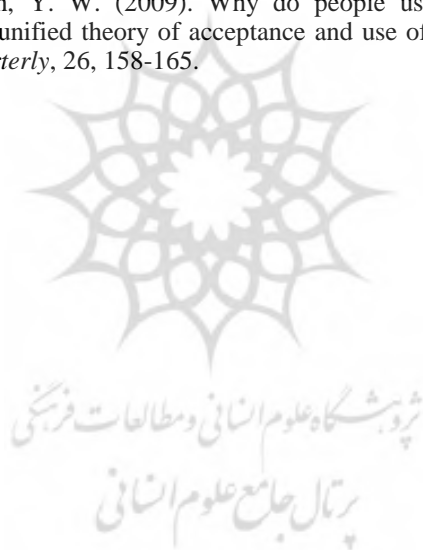 n, Y. W. (2009). Why do people us
unified theory of acceptance and use of
terly, 26, 158-165.
پژوهشگاه علوم انسانی و مطالعات فرهنگی
پرتال جامع علوم انسانی